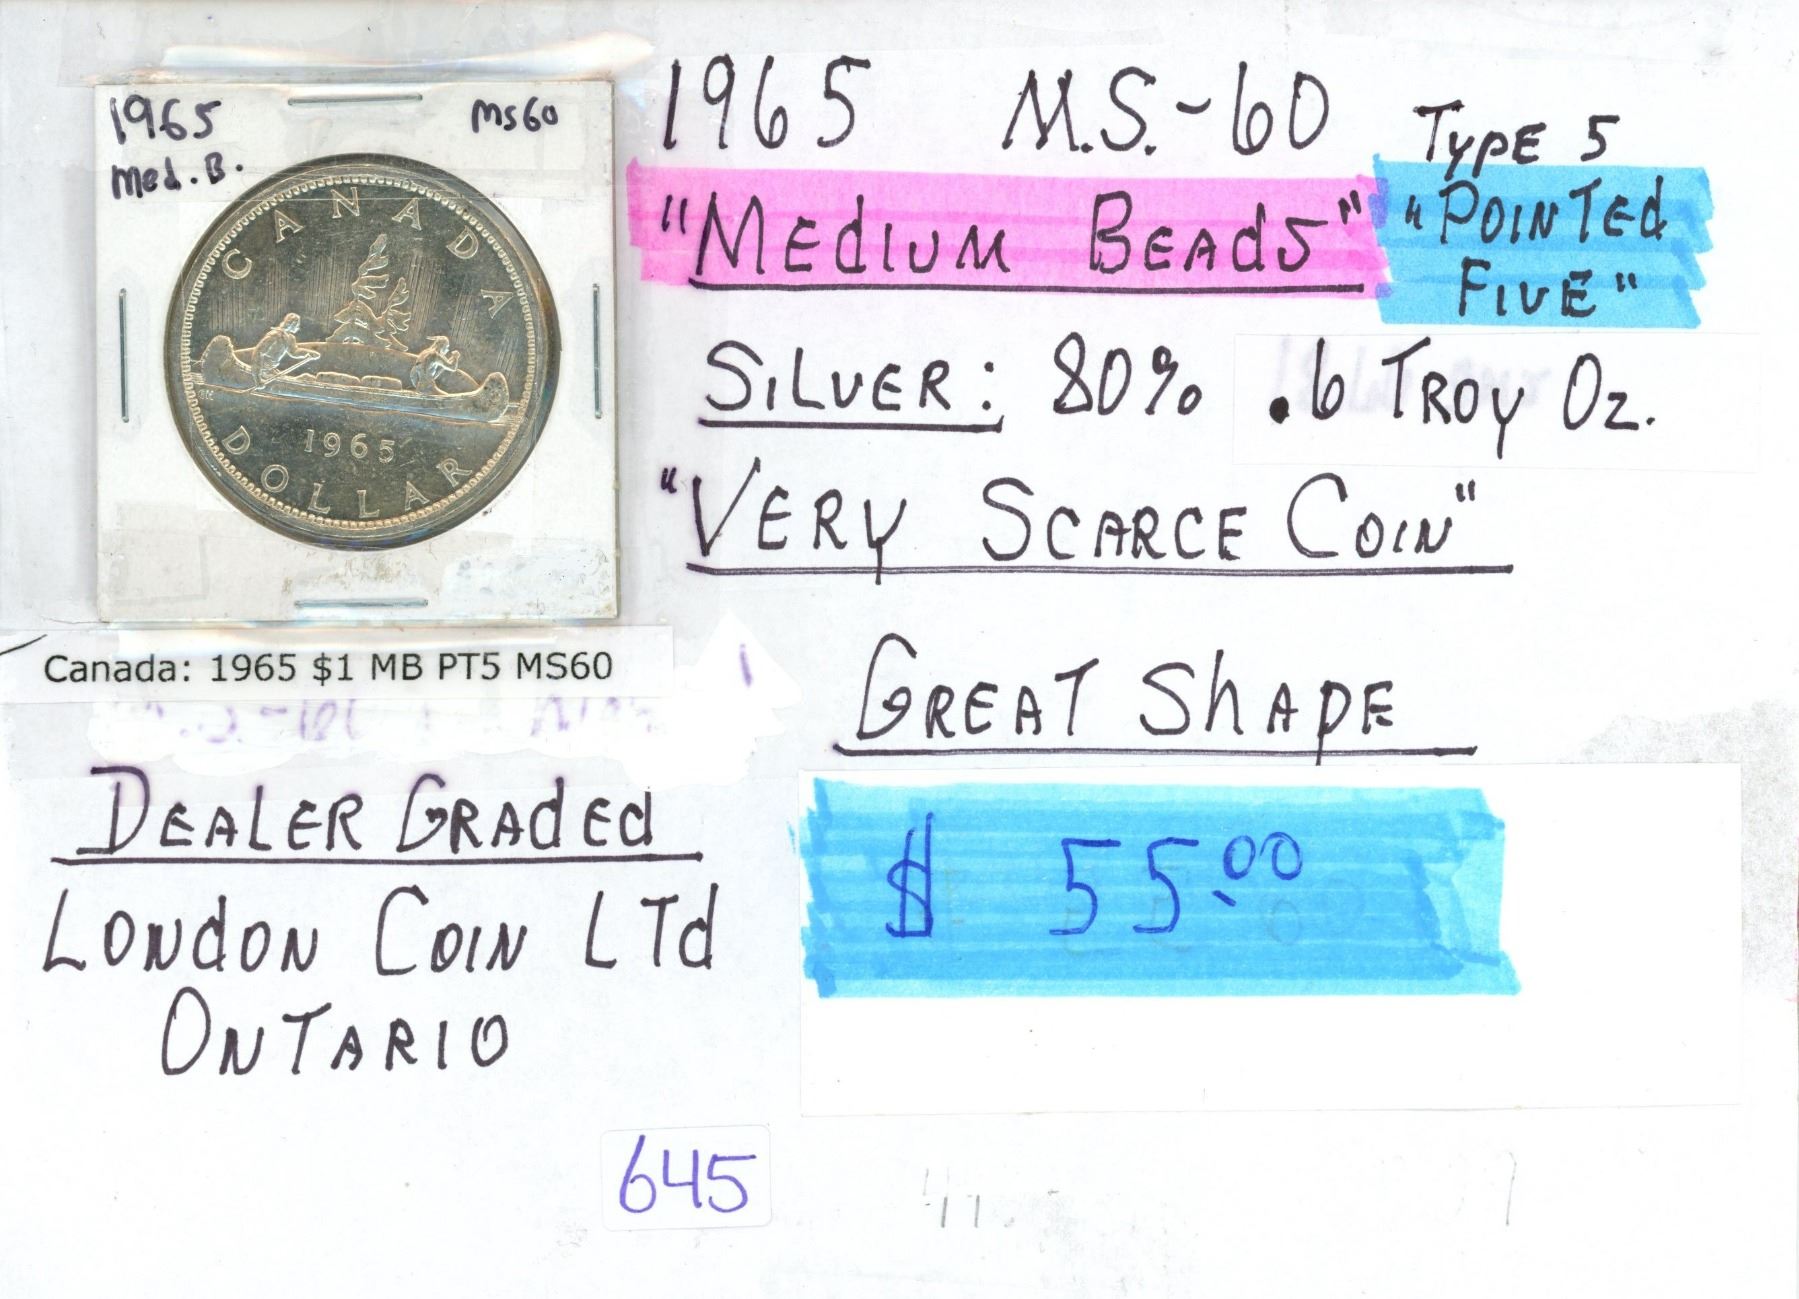 1965 MS60
Med. B.
CANADA
1965
DOLLAR
Canada: 1965 $1 MB PT5 MS60
DEALER GRADEd
LONdON COIN LTd
ONTARIO
1965 M.S.-60
"MEdIUM BEAdS"
TYPE 5
"POINTEd
FIVE"
SILVER: 80% .6 TROY OZ.
"VERY SCARCE COIN"
GREAT ShAPE
$ 55.00
645